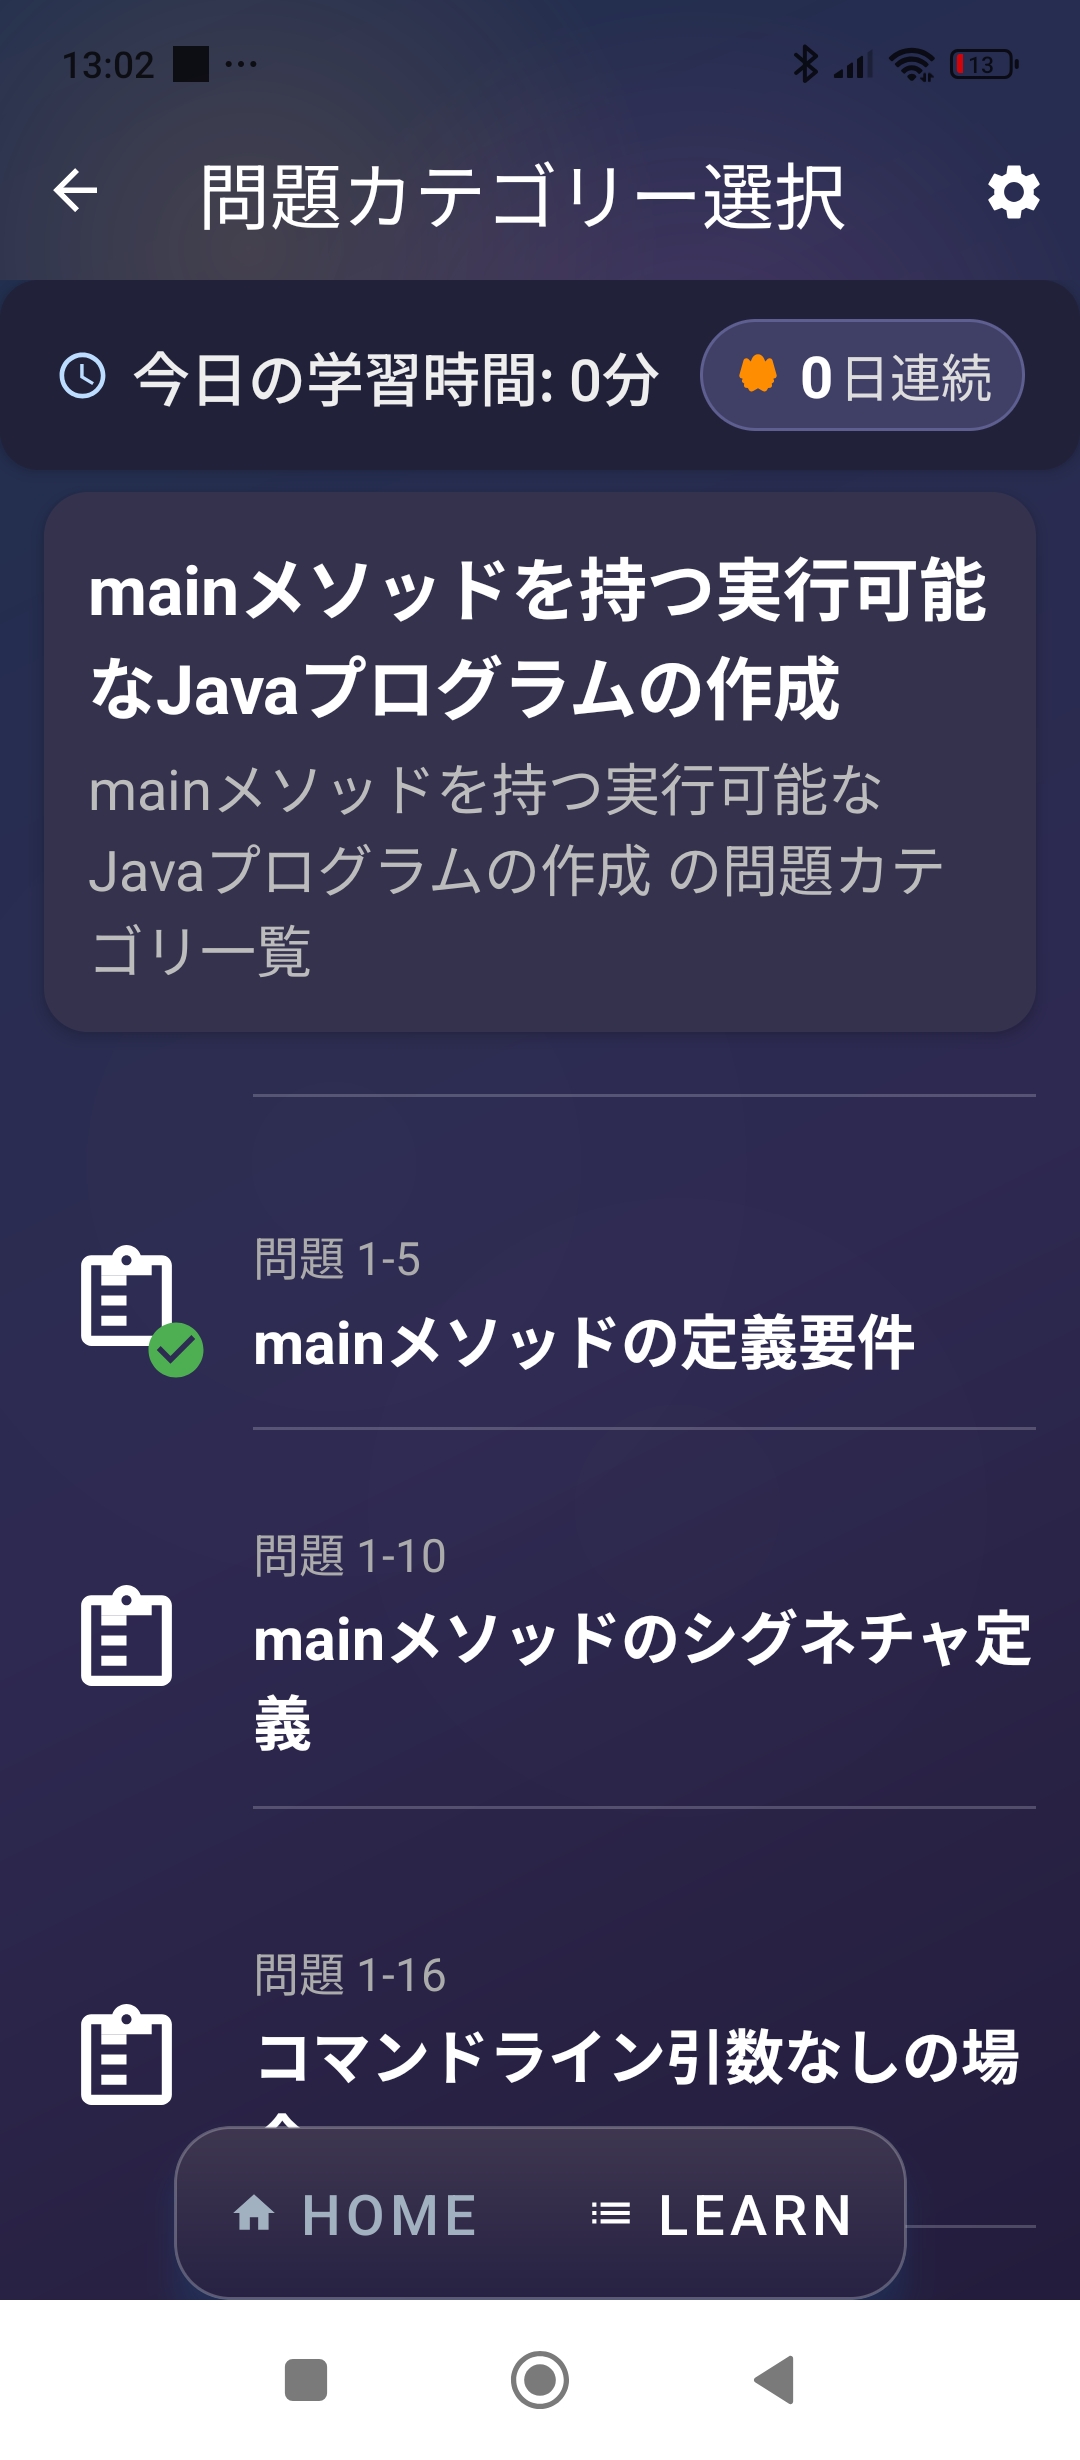 13:02
13
問題カテゴリー選択
今日の学習時間: 0分
0日連続
mainメソッドを持つ実行可能
なJavaプログラムの作成
mainメソッドを持つ実行可能な
Javaプログラムの作成 の問題カテ
ゴリ一覧
問題 1-5
mainメソッドの定義要件
問題 1-10
mainメソッドのシグネチャ定
義
問題 1-16
コマンドライン引数なしの場
HOME
LEARN